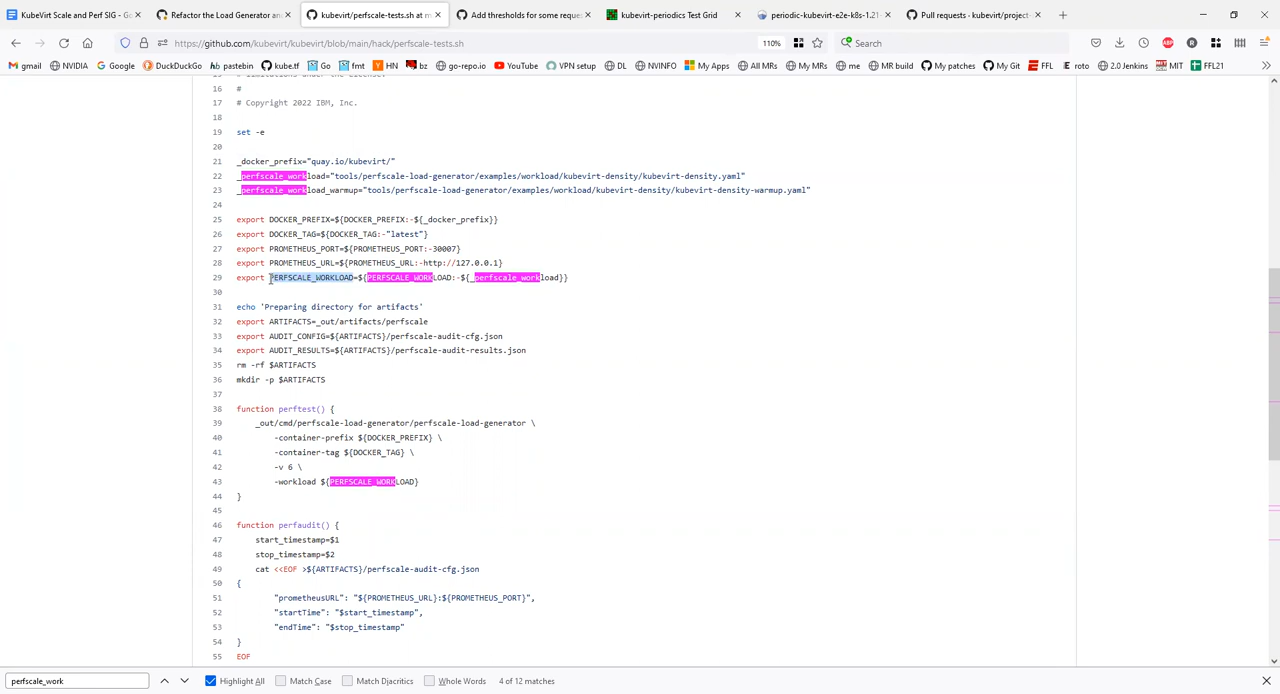 KubeVirt Scale and Perf SIG - G
Refactor the Load Generator an
kubevirt/perfscale-tests.sh at m
Add thresholds for some reque
kubevirt-periodics Test Grid
periodic-kubevirt-e2e-k8s-1.21-
Pull requests · kubevirt/project-
https://github.com/kubevirt/kubevirt/blob/main/hack/perfscale-tests.sh
110%
Search
gmail NVIDIA Google DuckDuckGo pastebin kube.tf Go fmt HN bz go-repo.io YouTube VPN setup DL NVINFO My Apps All MRs My MRs me MR build My patches My Git FFL roto 2.0 Jenkins MIT FFL21
16 #
17 # Copyright 2022 IBM, Inc.
18
19 set -e
20
21 _docker_prefix="quay.io/kubevirt/"
22 _perfscale_workload="tools/perfscale-load-generator/examples/workload/kubevirt-density/kubevirt-density.yaml"
23 _perfscale_workload_warmup="tools/perfscale-load-generator/examples/workload/kubevirt-density/kubevirt-density-warmup.yaml"
24
25 export DOCKER_PREFIX=${DOCKER_PREFIX:-${_docker_prefix}}
26 export DOCKER_TAG=${DOCKER_TAG:-"latest"}
27 export PROMETHEUS_PORT=${PROMETHEUS_PORT:-30007}
28 export PROMETHEUS_URL=${PROMETHEUS_URL:-http://127.0.0.1}
29 export PERFSCALE_WORKLOAD=${PERFSCALE_WORKLOAD:-${_perfscale_workload}}
30
31 echo 'Preparing directory for artifacts'
32 export ARTIFACTS=_out/artifacts/perfscale
33 export AUDIT_CONFIG=${ARTIFACTS}/perfscale-audit-cfg.json
34 export AUDIT_RESULTS=${ARTIFACTS}/perfscale-audit-results.json
35 rm -rf $ARTIFACTS
36 mkdir -p $ARTIFACTS
37
38 function perftest() {
39 _out/cmd/perfscale-load-generator/perfscale-load-generator \
40 -container-prefix ${DOCKER_PREFIX} \
41 -container-tag ${DOCKER_TAG} \
42 -v 6 \
43 -workload ${PERFSCALE_WORKLOAD}
44 }
45
46 function perfaudit() {
47 start_timestamp=$1
48 stop_timestamp=$2
49 cat <<EOF >${ARTIFACTS}/perfscale-audit-cfg.json
50 {
51 "prometheusURL": "${PROMETHEUS_URL}:${PROMETHEUS_PORT}",
52 "startTime": "$start_timestamp",
53 "endTime": "$stop_timestamp"
54 }
55 EOF
perfscale_work
Highlight All
Match Case
Match Diacritics
Whole Words
4 of 12 matches